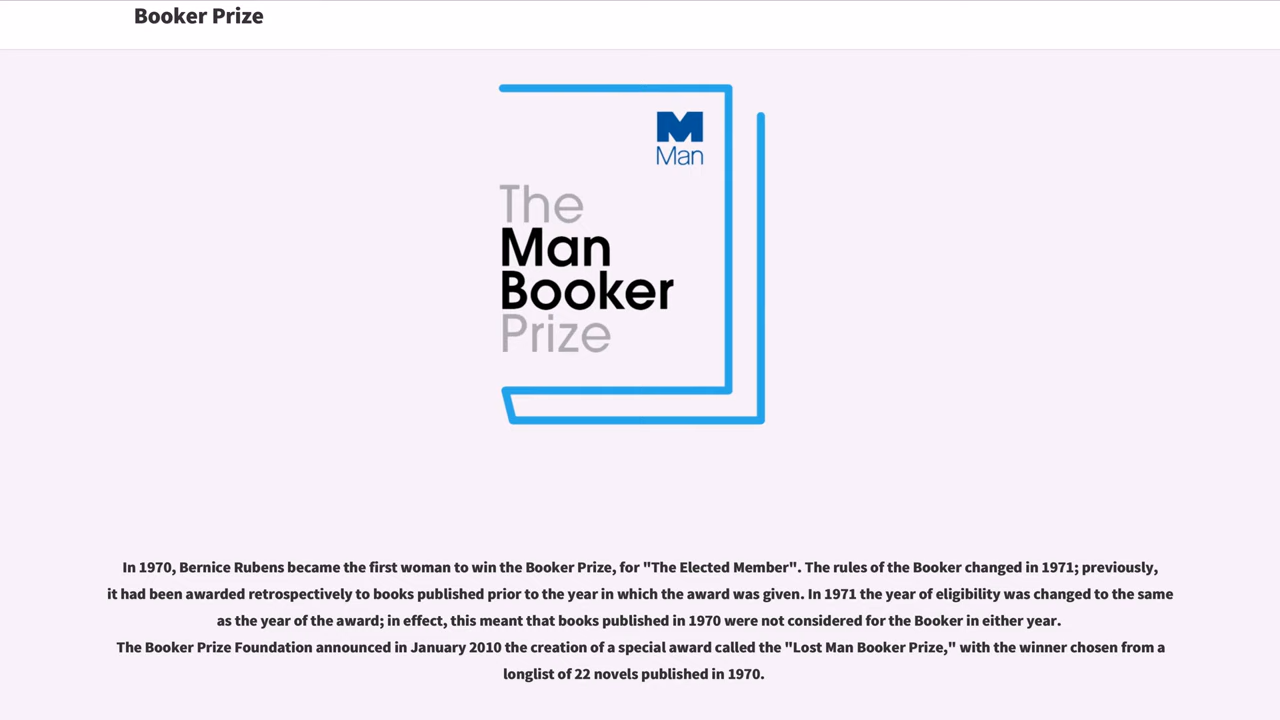 Booker Prize
M
Man
The
Man
Booker
Prize
In 1970, Bernice Rubens became the first woman to win the Booker Prize, for "The Elected Member". The rules of the Booker changed in 1971; previously,
it had been awarded retrospectively to books published prior to the year in which the award was given. In 1971 the year of eligibility was changed to the same
as the year of the award; in effect, this meant that books published in 1970 were not considered for the Booker in either year.
The Booker Prize Foundation announced in January 2010 the creation of a special award called the "Lost Man Booker Prize," with the winner chosen from a
longlist of 22 novels published in 1970.